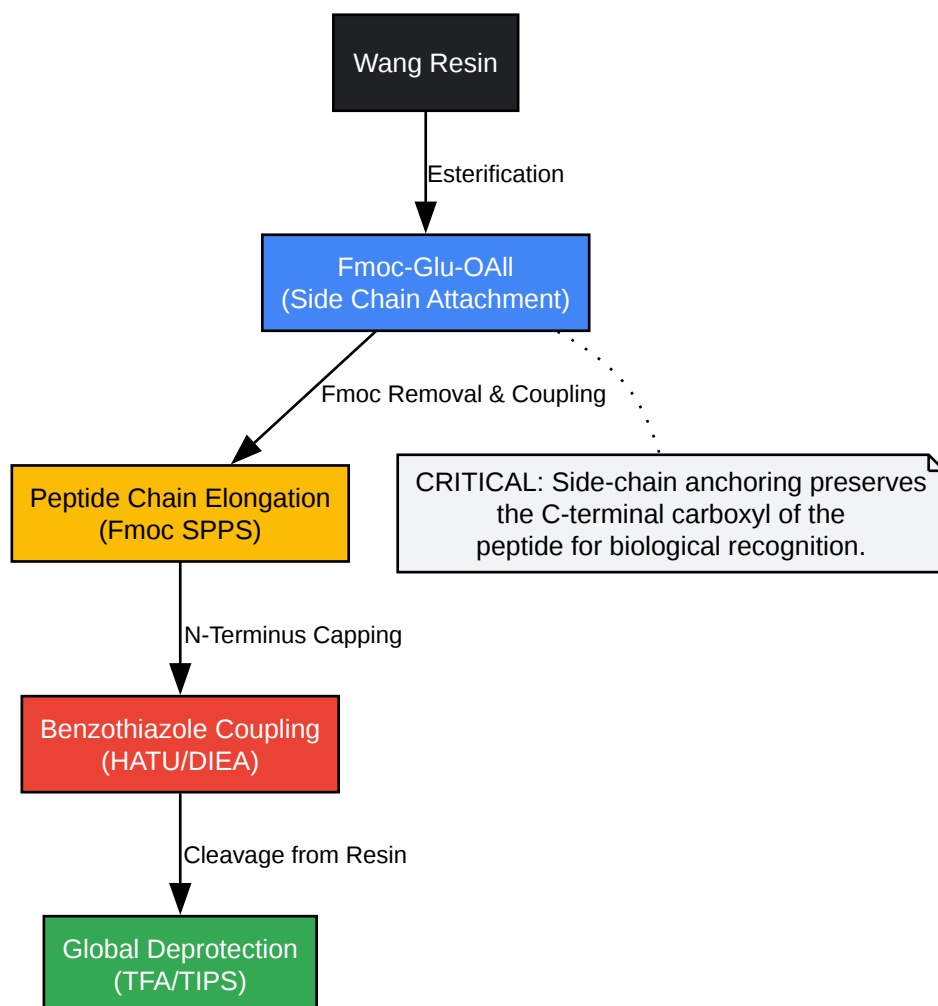 Wang Resin
Esterification
Fmoc-Glu-OAll
(Side Chain Attachment)
Fmoc Removal & Coupling
Peptide Chain Elongation
(Fmoc SPPS)
CRITICAL: Side-chain anchoring preserves
the C-terminal carboxyl of the
peptide for biological recognition.
N-Terminus Capping
Benzothiazole Coupling
(HATU/DIEA)
Cleavage from Resin
Global Deprotection
(TFA/TIPS)